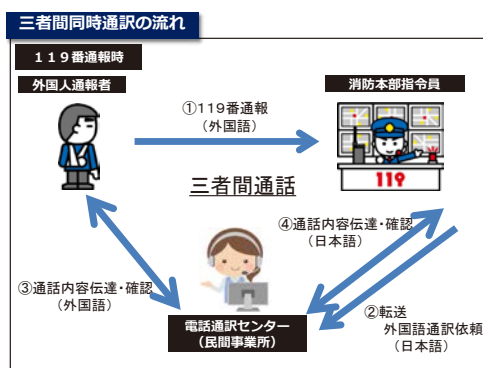 三者間同時通訳の流れ
119番通報時
外国人通報者
消防本部指令員
①119番通報
(外国語)
119
三者間通話
④通話内容伝達・確認
(日本語)
③通話内容伝達・確認
(外国語)
②転送
外国語通訳依頼
(日本語)
電話通訳センター
(民間事業所)